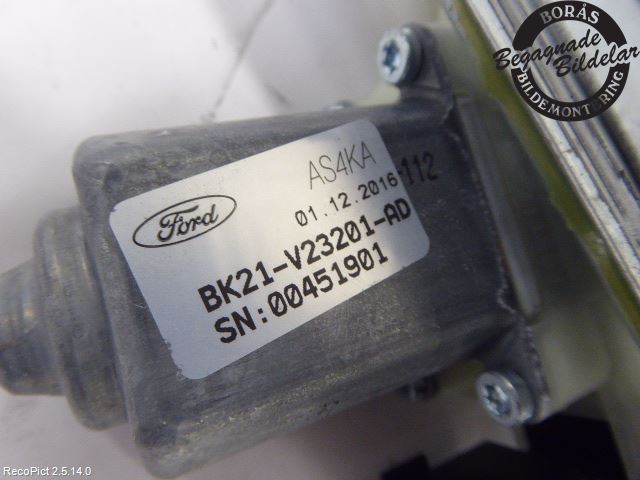 BORÅS
Begagnade
Bildelar
BILDEMONTERING
AS4KA
Ford
01.12.2016
112
BK21-V23201-AD
SN:00451901
RecoPict 2.5.14.0